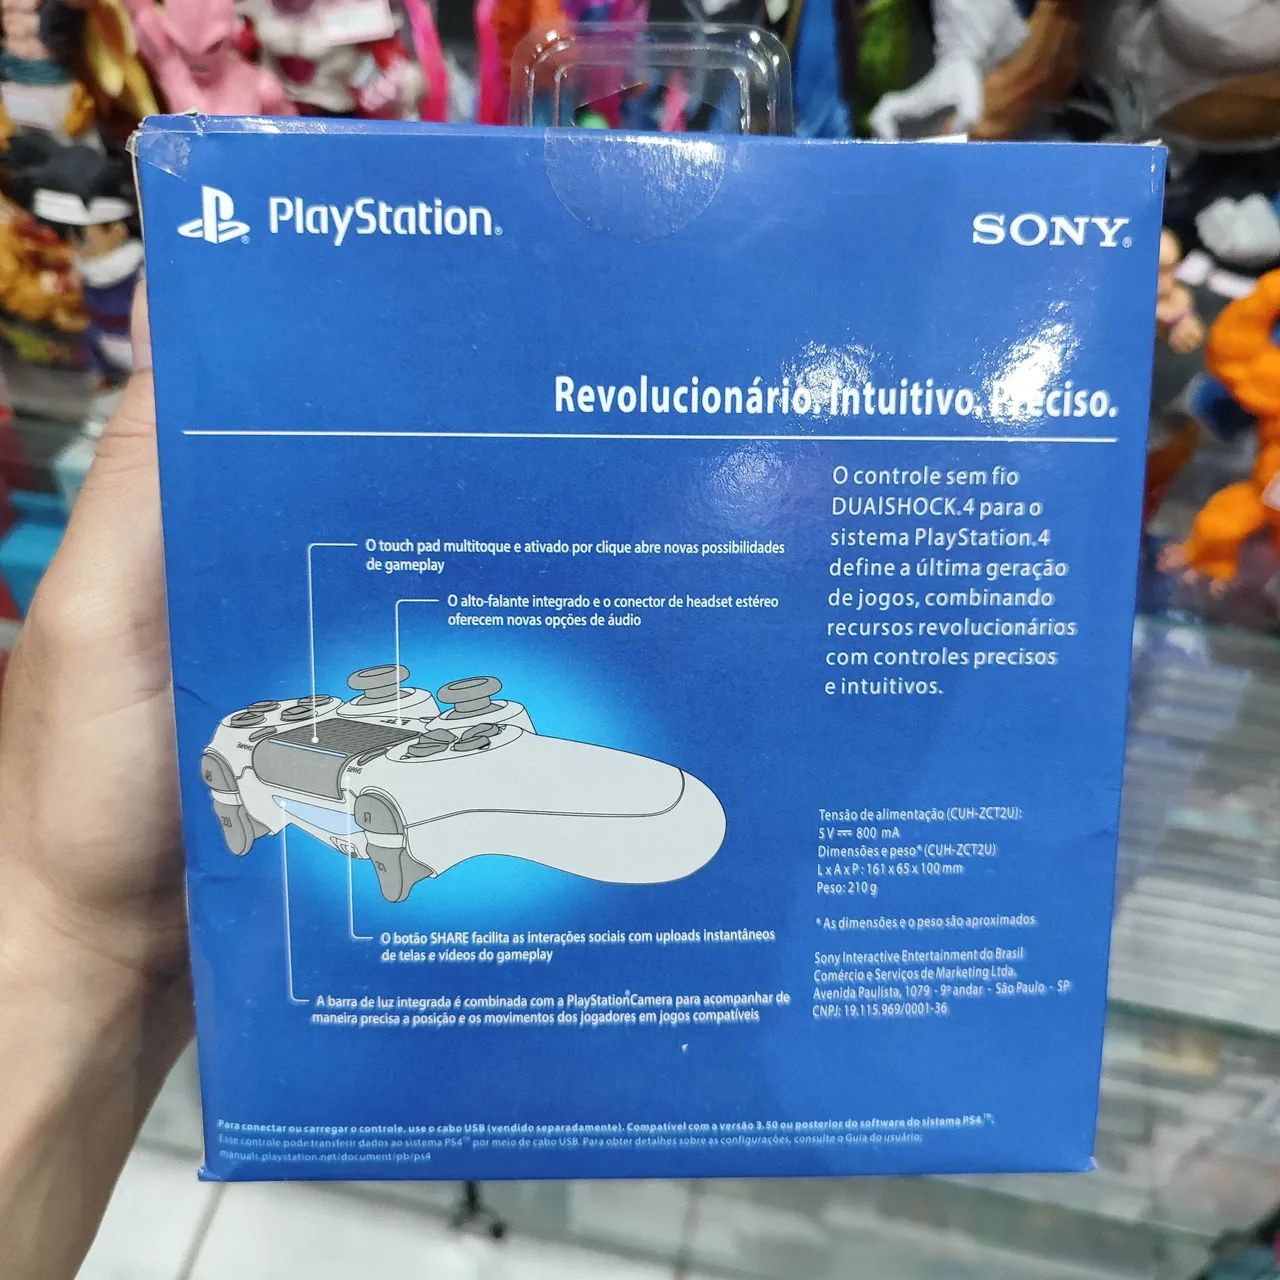 PlayStation®
SONY®
Revolucionário. Intuitivo. Preciso.
O controle sem fio
DUAISHOCK.4 para o
sistema PlayStation.4
define a última geração
de jogos, combinando
recursos revolucionários
com controles precisos
e intuitivos.
O touch pad multitoque e ativado por clique abre novas possibilidades
de gameplay
O alto-falante integrado e o conector de headset estéreo
oferecem novas opções de áudio
SHARE
SHARE
O botão SHARE facilita as interações sociais com uploads instantâneos
de telas e vídeos do gameplay
A barra de luz integrada é combinada com a PlayStation®Camera para acompanhar de
maneira precisa a posição e os movimentos dos jogadores em jogos compatíveis
Tensão de alimentação (CUH-ZCT2U):
5 V⎓ 800 mA
Dimensões e peso* (CUH-ZCT2U)
L x A x P : 161 x 65 x 100 mm
Peso: 210 g
* As dimensões e o peso são aproximados
Sony Interactive Entertainment do Brasil
Comércio e Serviços de Marketing Ltda.
Avenida Paulista, 1079 - 9º andar - São Paulo - SP
CNPJ: 19.115.969/0001-36
Para conectar ou carregar o controle, use o cabo USB (vendido separadamente). Compatível com a versão 3.50 ou posterior do software do sistema PS4™.
Esse controle pode transferir dados ao sistema PS4™ por meio de cabo USB. Para obter detalhes sobre as configurações, consulte o Guia do usuário:
manuals.playstation.net/document/pb/ps4